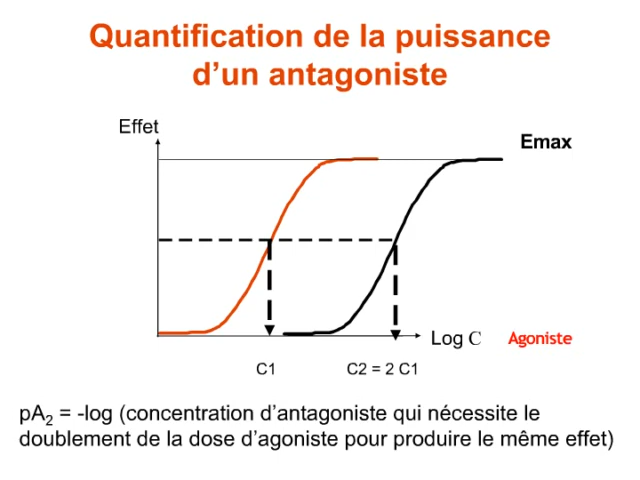 Quantification de la puissance
d’un antagoniste
Effet
Emax
Log C Agoniste
C1 C2 = 2 C1
pA₂ = -log (concentration d’antagoniste qui nécessite le
doublement de la dose d’agoniste pour produire le même effet)